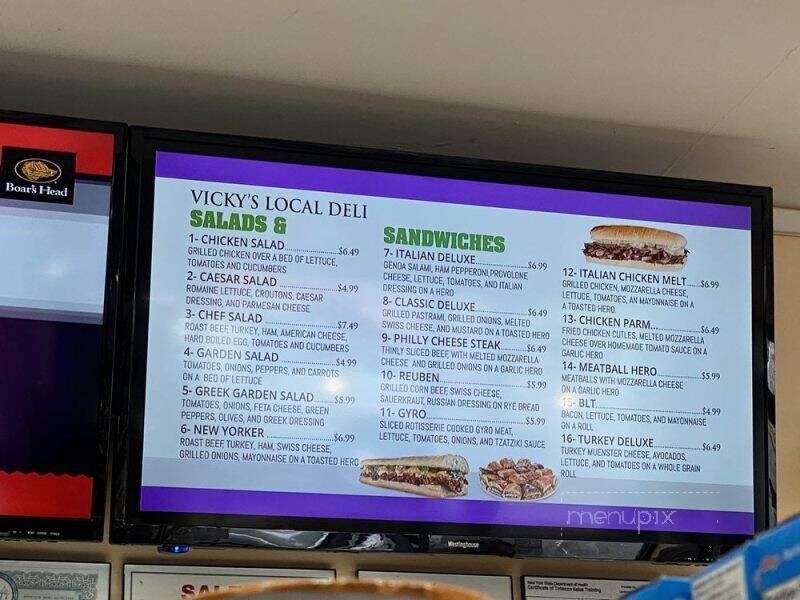 Boar's Head
VICKY'S LOCAL DELI
SALADS &
1- CHICKEN SALAD $6.49
GRILLED CHICKEN OVER A BED OF LETTUCE,
TOMATOES AND CUCUMBERS
2- CAESAR SALAD $4.99
ROMAINE LETTUCE, CROUTONS, CAESAR
DRESSING, AND PARMESAN CHEESE
3- CHEF SALAD $7.49
ROAST BEEF, TURKEY, HAM, AMERICAN CHEESE,
HARD BOILED EGG, TOMATOES AND CUCUMBERS
4- GARDEN SALAD $4.99
TOMATOES, ONIONS, PEPPERS, AND CARROTS
ON A BED OF LETTUCE
5- GREEK GARDEN SALAD $5.99
TOMATOES, ONIONS, FETA CHEESE, GREEN
PEPPERS, OLIVES, AND GREEK DRESSING
6- NEW YORKER $6.99
ROAST BEEF, TURKEY, HAM, SWISS CHEESE,
GRILLED ONIONS, MAYONNAISE ON A TOASTED HERO
SANDWICHES
7- ITALIAN DELUXE $6.99
GENOA SALAMI, HAM PEPPERONI,PROVOLONE
CHEESE, LETTUCE, TOMATOES, AND ITALIAN
DRESSING ON A HERO
8- CLASSIC DELUXE $6.49
GRILLED PASTRAMI, GRILLED ONIONS, MELTED
SWISS CHEESE, AND MUSTARD ON A TOASTED HERO
9- PHILLY CHEESE STEAK $6.49
THINLY SLICED BEEF WITH MELTED MOZZARELLA
CHEESE AND GRILLED ONIONS ON A GARLIC HERO
10- REUBEN $5.99
GRILLED CORN BEEF, SWISS CHEESE,
SAUERKRAUT, RUSSIAN DRESSING ON RYE BREAD
11- GYRO $5.99
SLICED ROTISSERIE COOKED GYRO MEAT,
LETTUCE, TOMATOES, ONIONS, AND TZATZIKI SAUCE
12- ITALIAN CHICKEN MELT $6.99
GRILLED CHICKEN, MOZZARELLA CHEESE,
LETTUCE, TOMATOES, AN MAYONNAISE ON
A TOASTED HERO.
13- CHICKEN PARM $6.49
FRIED CHICKEN CUTLES, MELTED MOZZARELLA
CHEESE OVER HOMEMADE TOMATO SAUCE ON A
GARLIC HERO
14- MEATBALL HERO $5.99
MEATBALLS WITH MOZZARELLA CHEESE
ON A GARLIC HERO
15- BLT $4.99
BACON, LETTUCE, TOMATOES, AND MAYONNAISE
ON A ROLL
16- TURKEY DELUXE $6.49
TURKEY MUENSTER CHEESE, AVOCADOS,
LETTUCE, AND TOMATOES ON A WHOLE GRAIN
ROLL
menupix
Westinghouse
New York State Department of Health
Certificate of Tobacco Sales Training